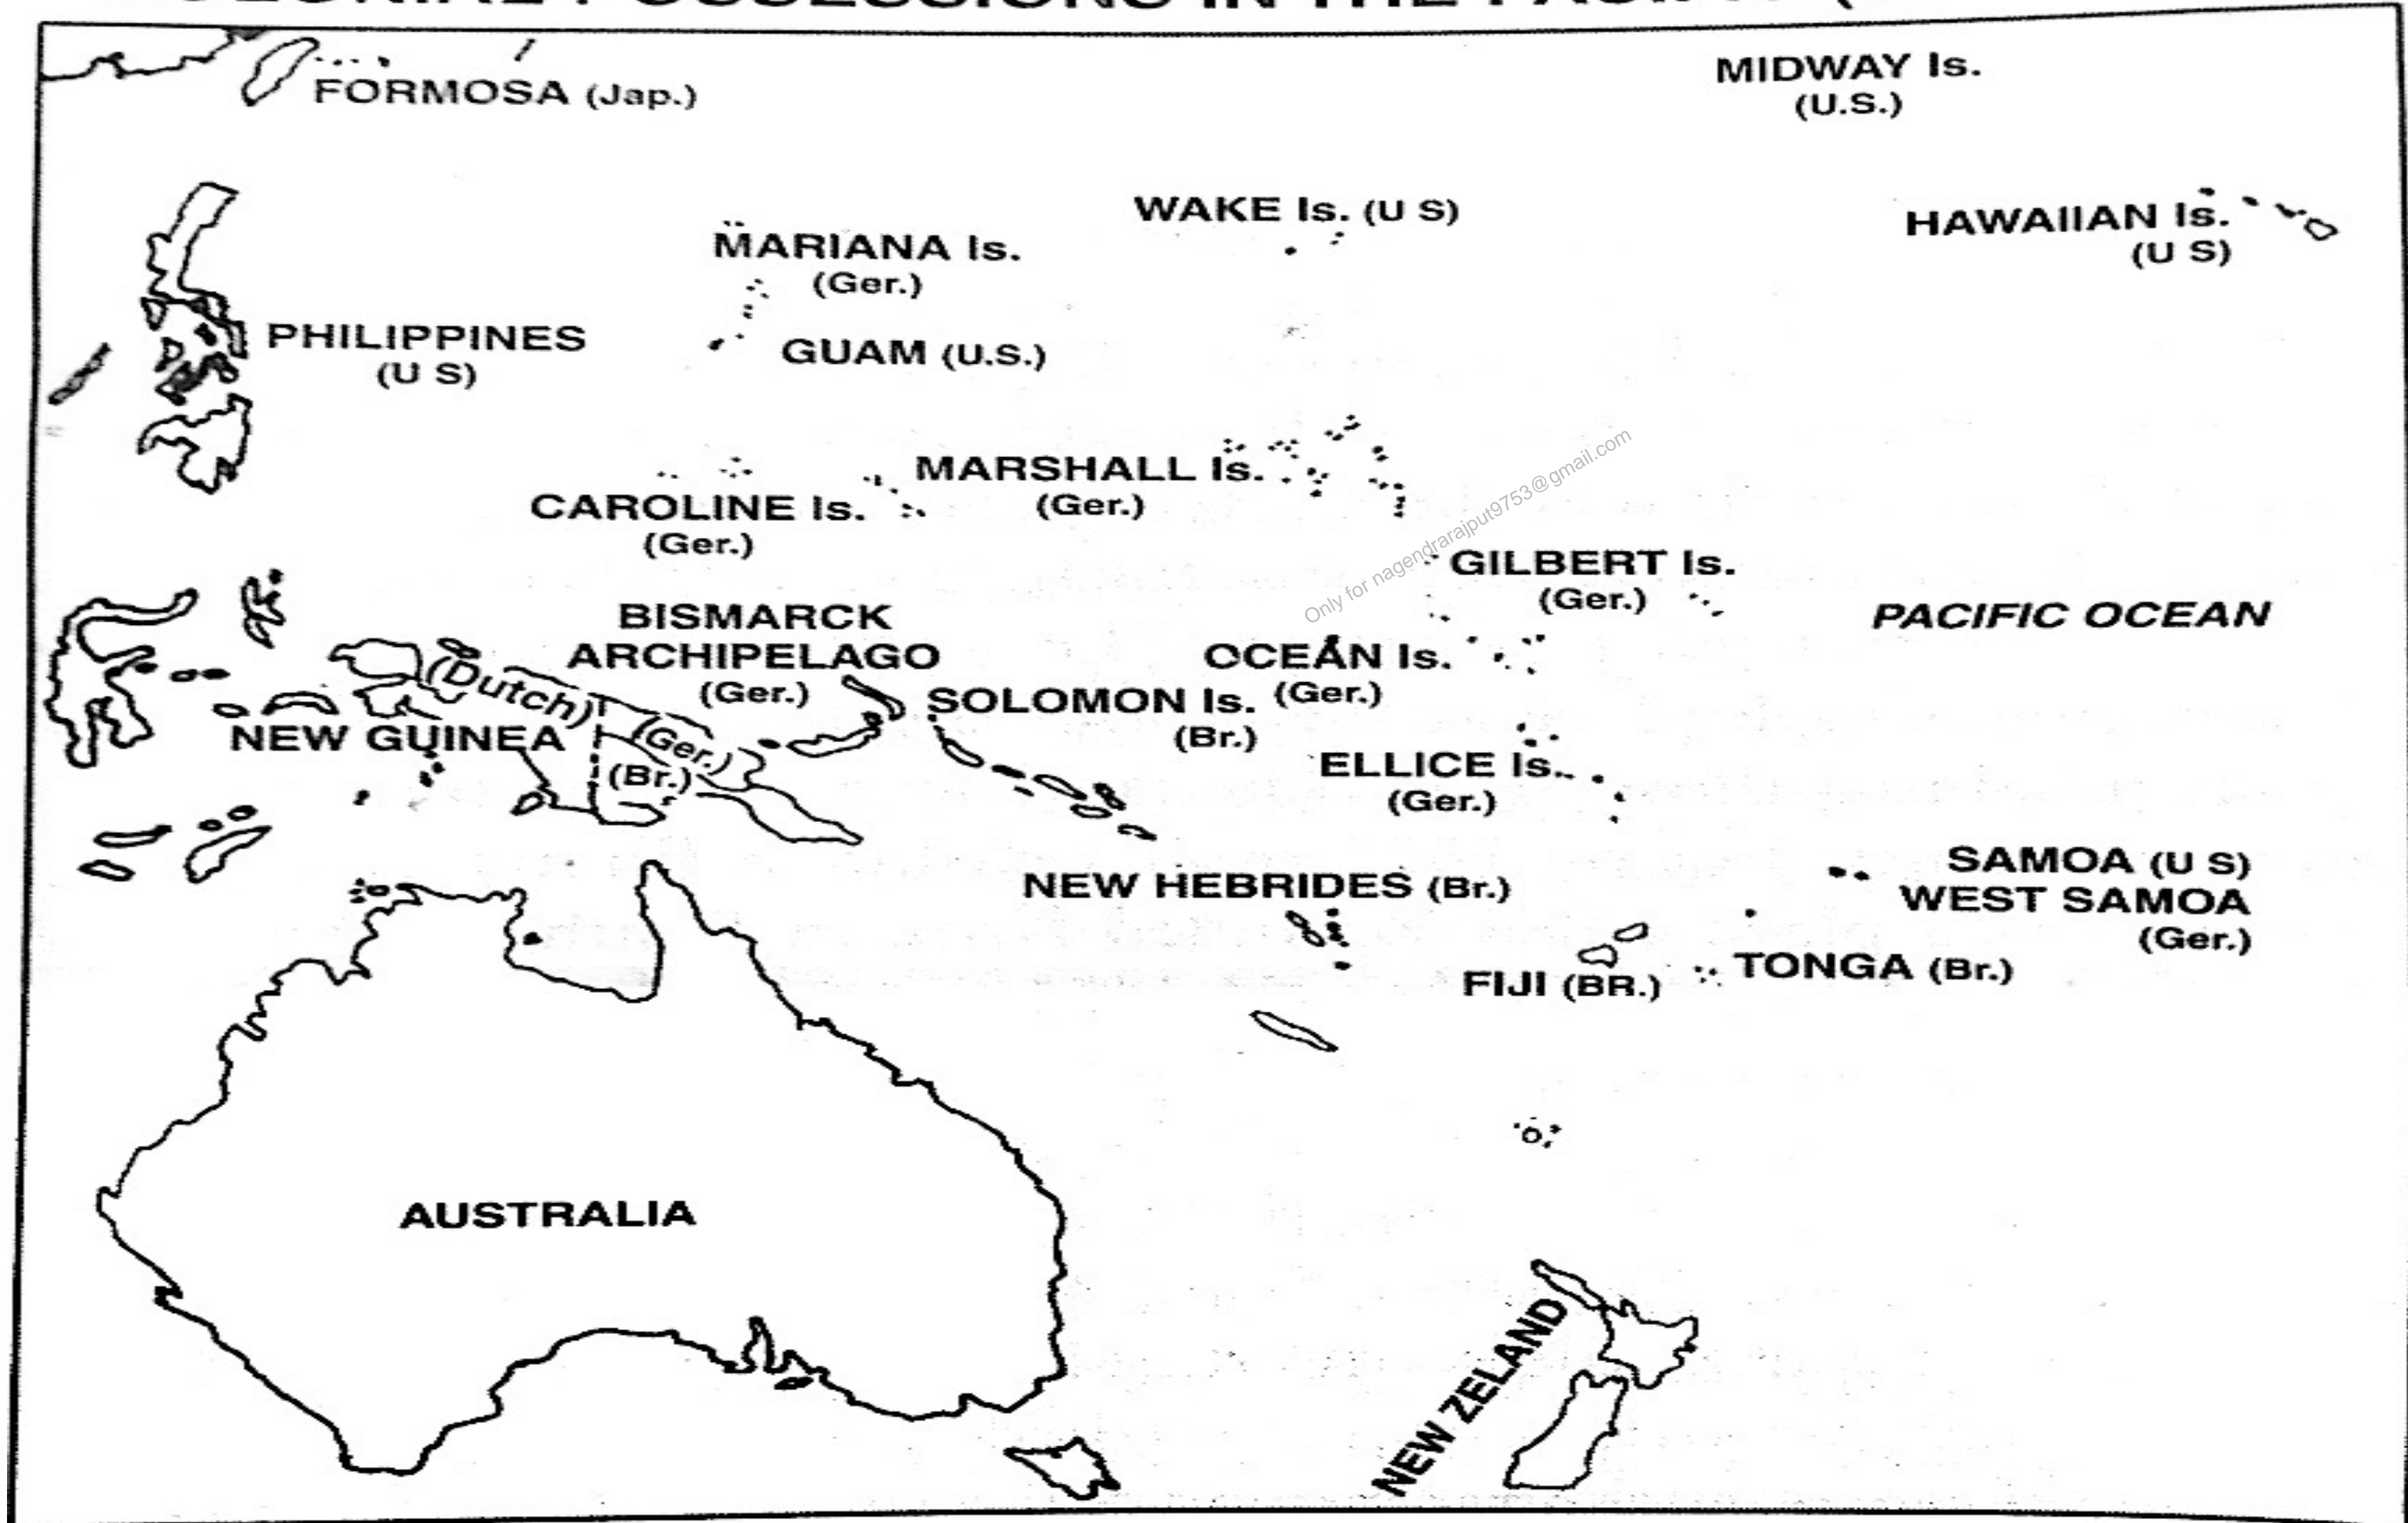 POSSESSIONS IN THE
FORMOSA (Jap.)
MIDWAY Is.
(U.S.)
WAKE Is. (U S)
HAWAIIAN Is.
(U S)
MARIANA Is.
(Ger.)
PHILIPPINES
(U S)
GUAM (U.S.)
MARSHALL Is.
(Ger.)
CAROLINE Is.
(Ger.)
Only for nagendrarajput9753@gmail.com
GILBERT Is.
(Ger.)
PACIFIC OCEAN
BISMARCK
ARCHIPELAGO
(Ger.)
OCEAN Is.
(Ger.)
SOLOMON Is.
(Br.)
(Dutch)
NEW GUINEA
(Ger.)
(Br.)
ELLICE Is.
(Ger.)
SAMOA (U S)
WEST SAMOA
(Ger.)
NEW HEBRIDES (Br.)
FIJI (BR.)
TONGA (Br.)
AUSTRALIA
NEW ZELAND